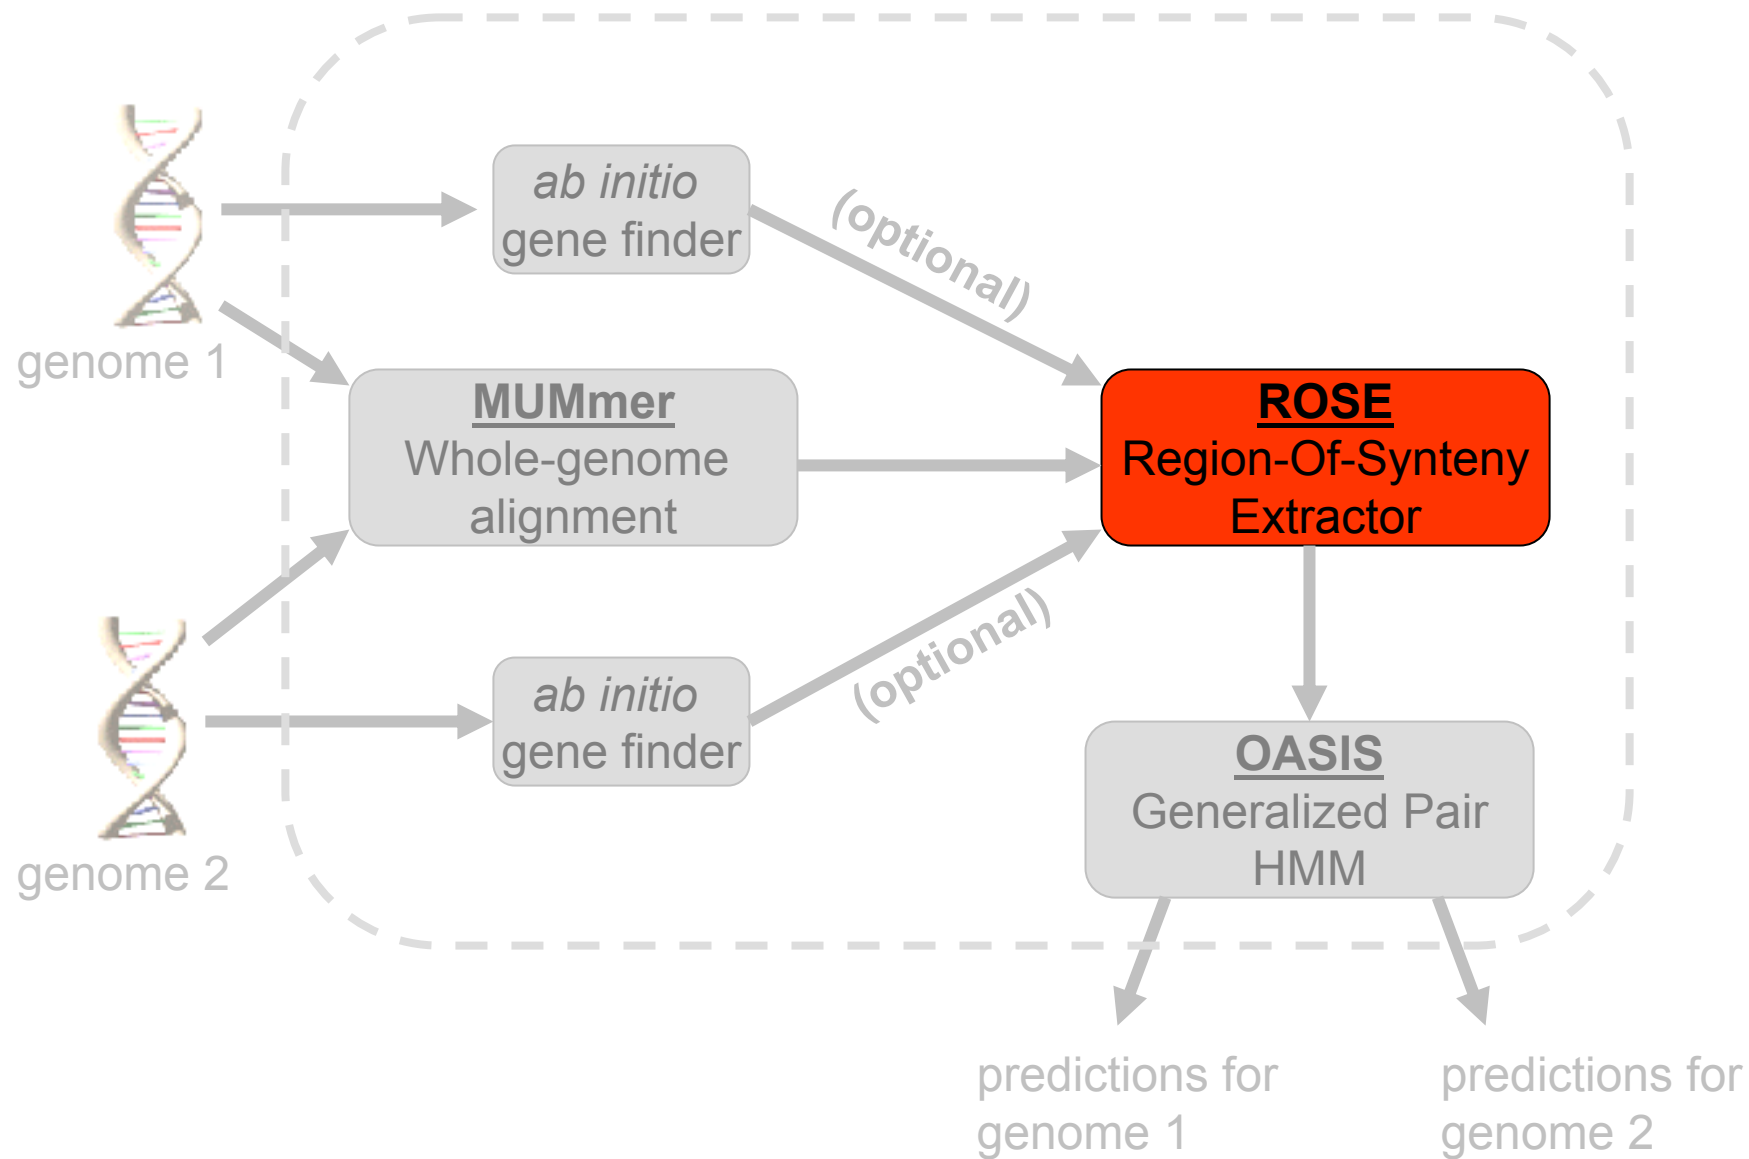 ab initio
gene finder
(optional)
genome 1
MUMmer
Whole-genome
alignment
ROSE
Region-Of-Synteny
Extractor
ab initio
gene finder
(optional)
genome 2
OASIS
Generalized Pair
HMM
predictions for
genome 1
predictions for
genome 2